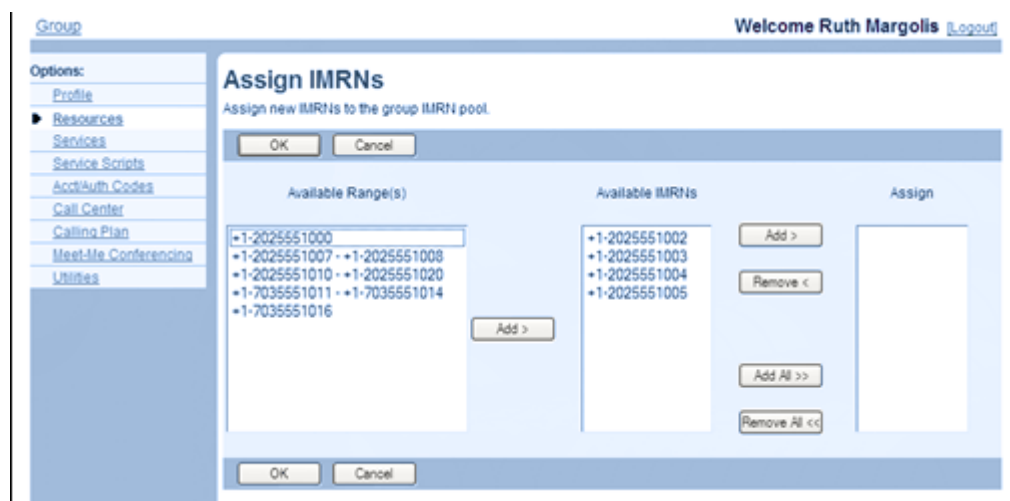 Group
Welcome Ruth Margolis [Logout]
Options:
Profile
Resources
Services
Service Scripts
Acct/Auth Codes
Call Center
Calling Plan
Meet-Me Conferencing
Utilities
Assign IMRNs
Assign new IMRNs to the group IMRN pool.
OK Cancel
Available Range(s) Available IMRNs Assign
+1-2025551000
+1-2025551007 - +1-2025551008
+1-2025551010 - +1-2025551020
+1-7035551011 - +1-7035551014
+1-7035551016
Add >
+1-2025551002
+1-2025551003
+1-2025551004
+1-2025551005
Add >
Remove <
Add All >>
Remove All <<
OK Cancel